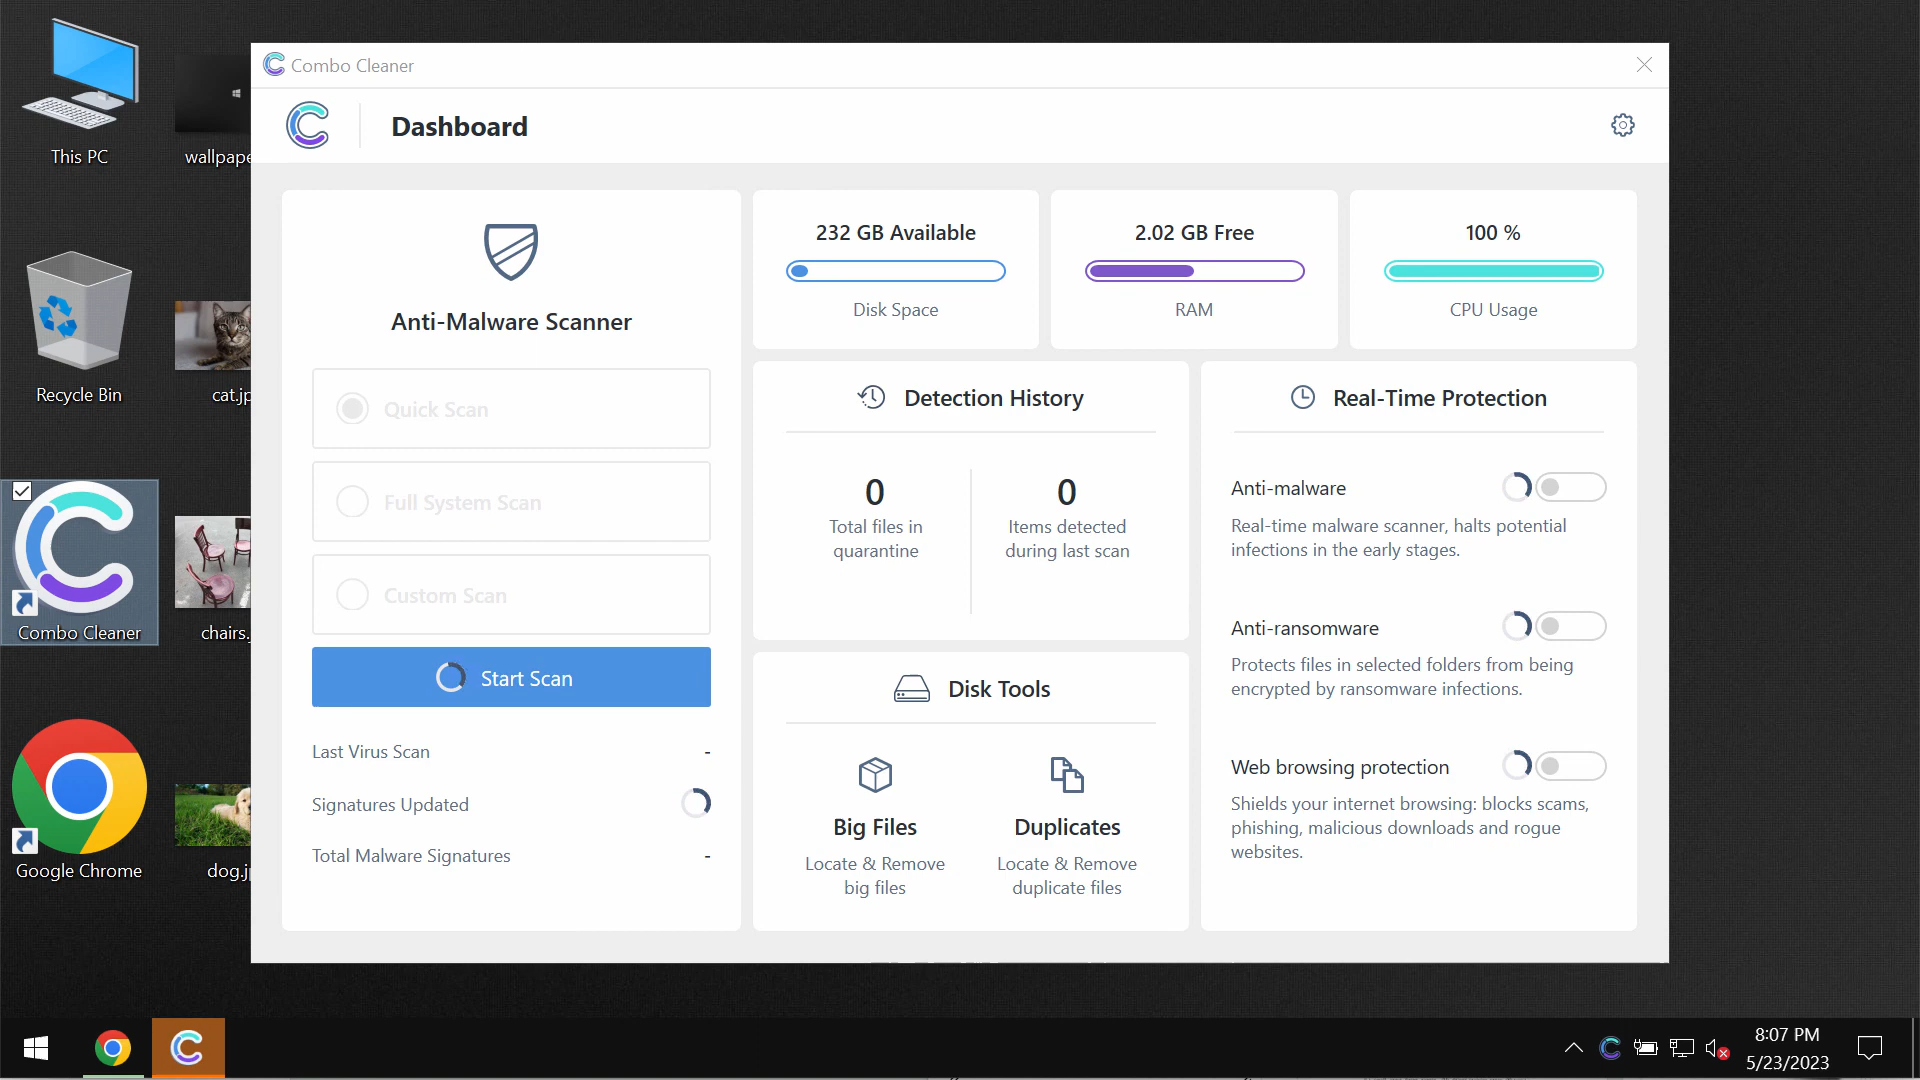 This PC
wallpape
Recycle Bin
cat.jp
Combo Cleaner
chairs.
Google Chrome
dog.j
Combo Cleaner
Dashboard
Anti-Malware Scanner
Quick Scan
Full System Scan
Custom Scan
Start Scan
Last Virus Scan -
Signatures Updated
Total Malware Signatures -
232 GB Available
Disk Space
2.02 GB Free
RAM
100 %
CPU Usage
Detection History
0
Total files in
quarantine
0
Items detected
during last scan
Disk Tools
Big Files
Locate & Remove
big files
Duplicates
Locate & Remove
duplicate files
Real-Time Protection
Anti-malware
Real-time malware scanner, halts potential
infections in the early stages.
Anti-ransomware
Protects files in selected folders from being
encrypted by ransomware infections.
Web browsing protection
Shields your internet browsing: blocks scams,
phishing, malicious downloads and rogue
websites.
8:07 PM
5/23/2023